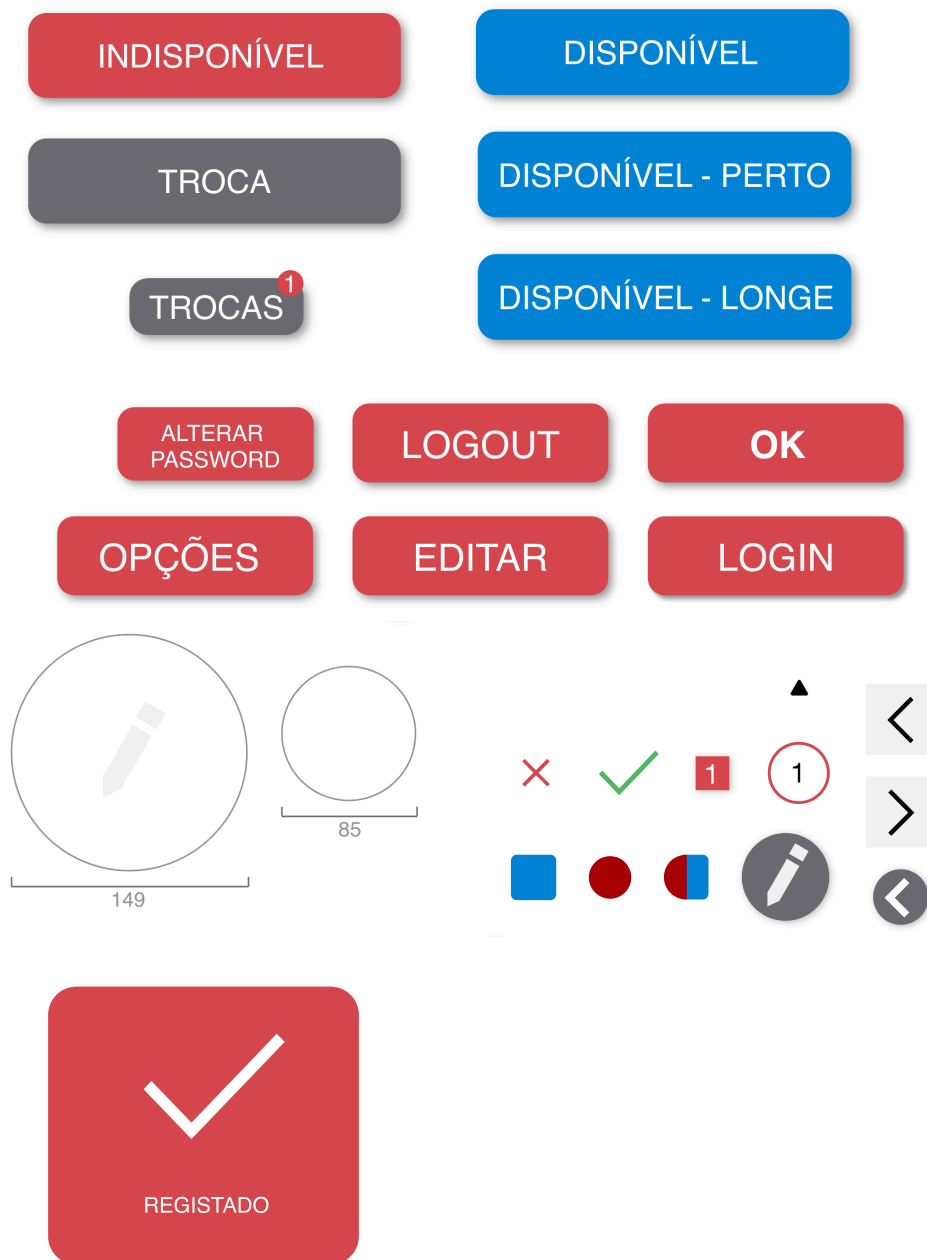 INDISPONÍVEL
DISPONÍVEL
TROCA
DISPONÍVEL - PERTO
TROCAS
1
DISPONÍVEL - LONGE
ALTERAR
PASSWORD
LOGOUT
OK
OPÇÕES
EDITAR
LOGIN
1
1
85
149
REGISTADO